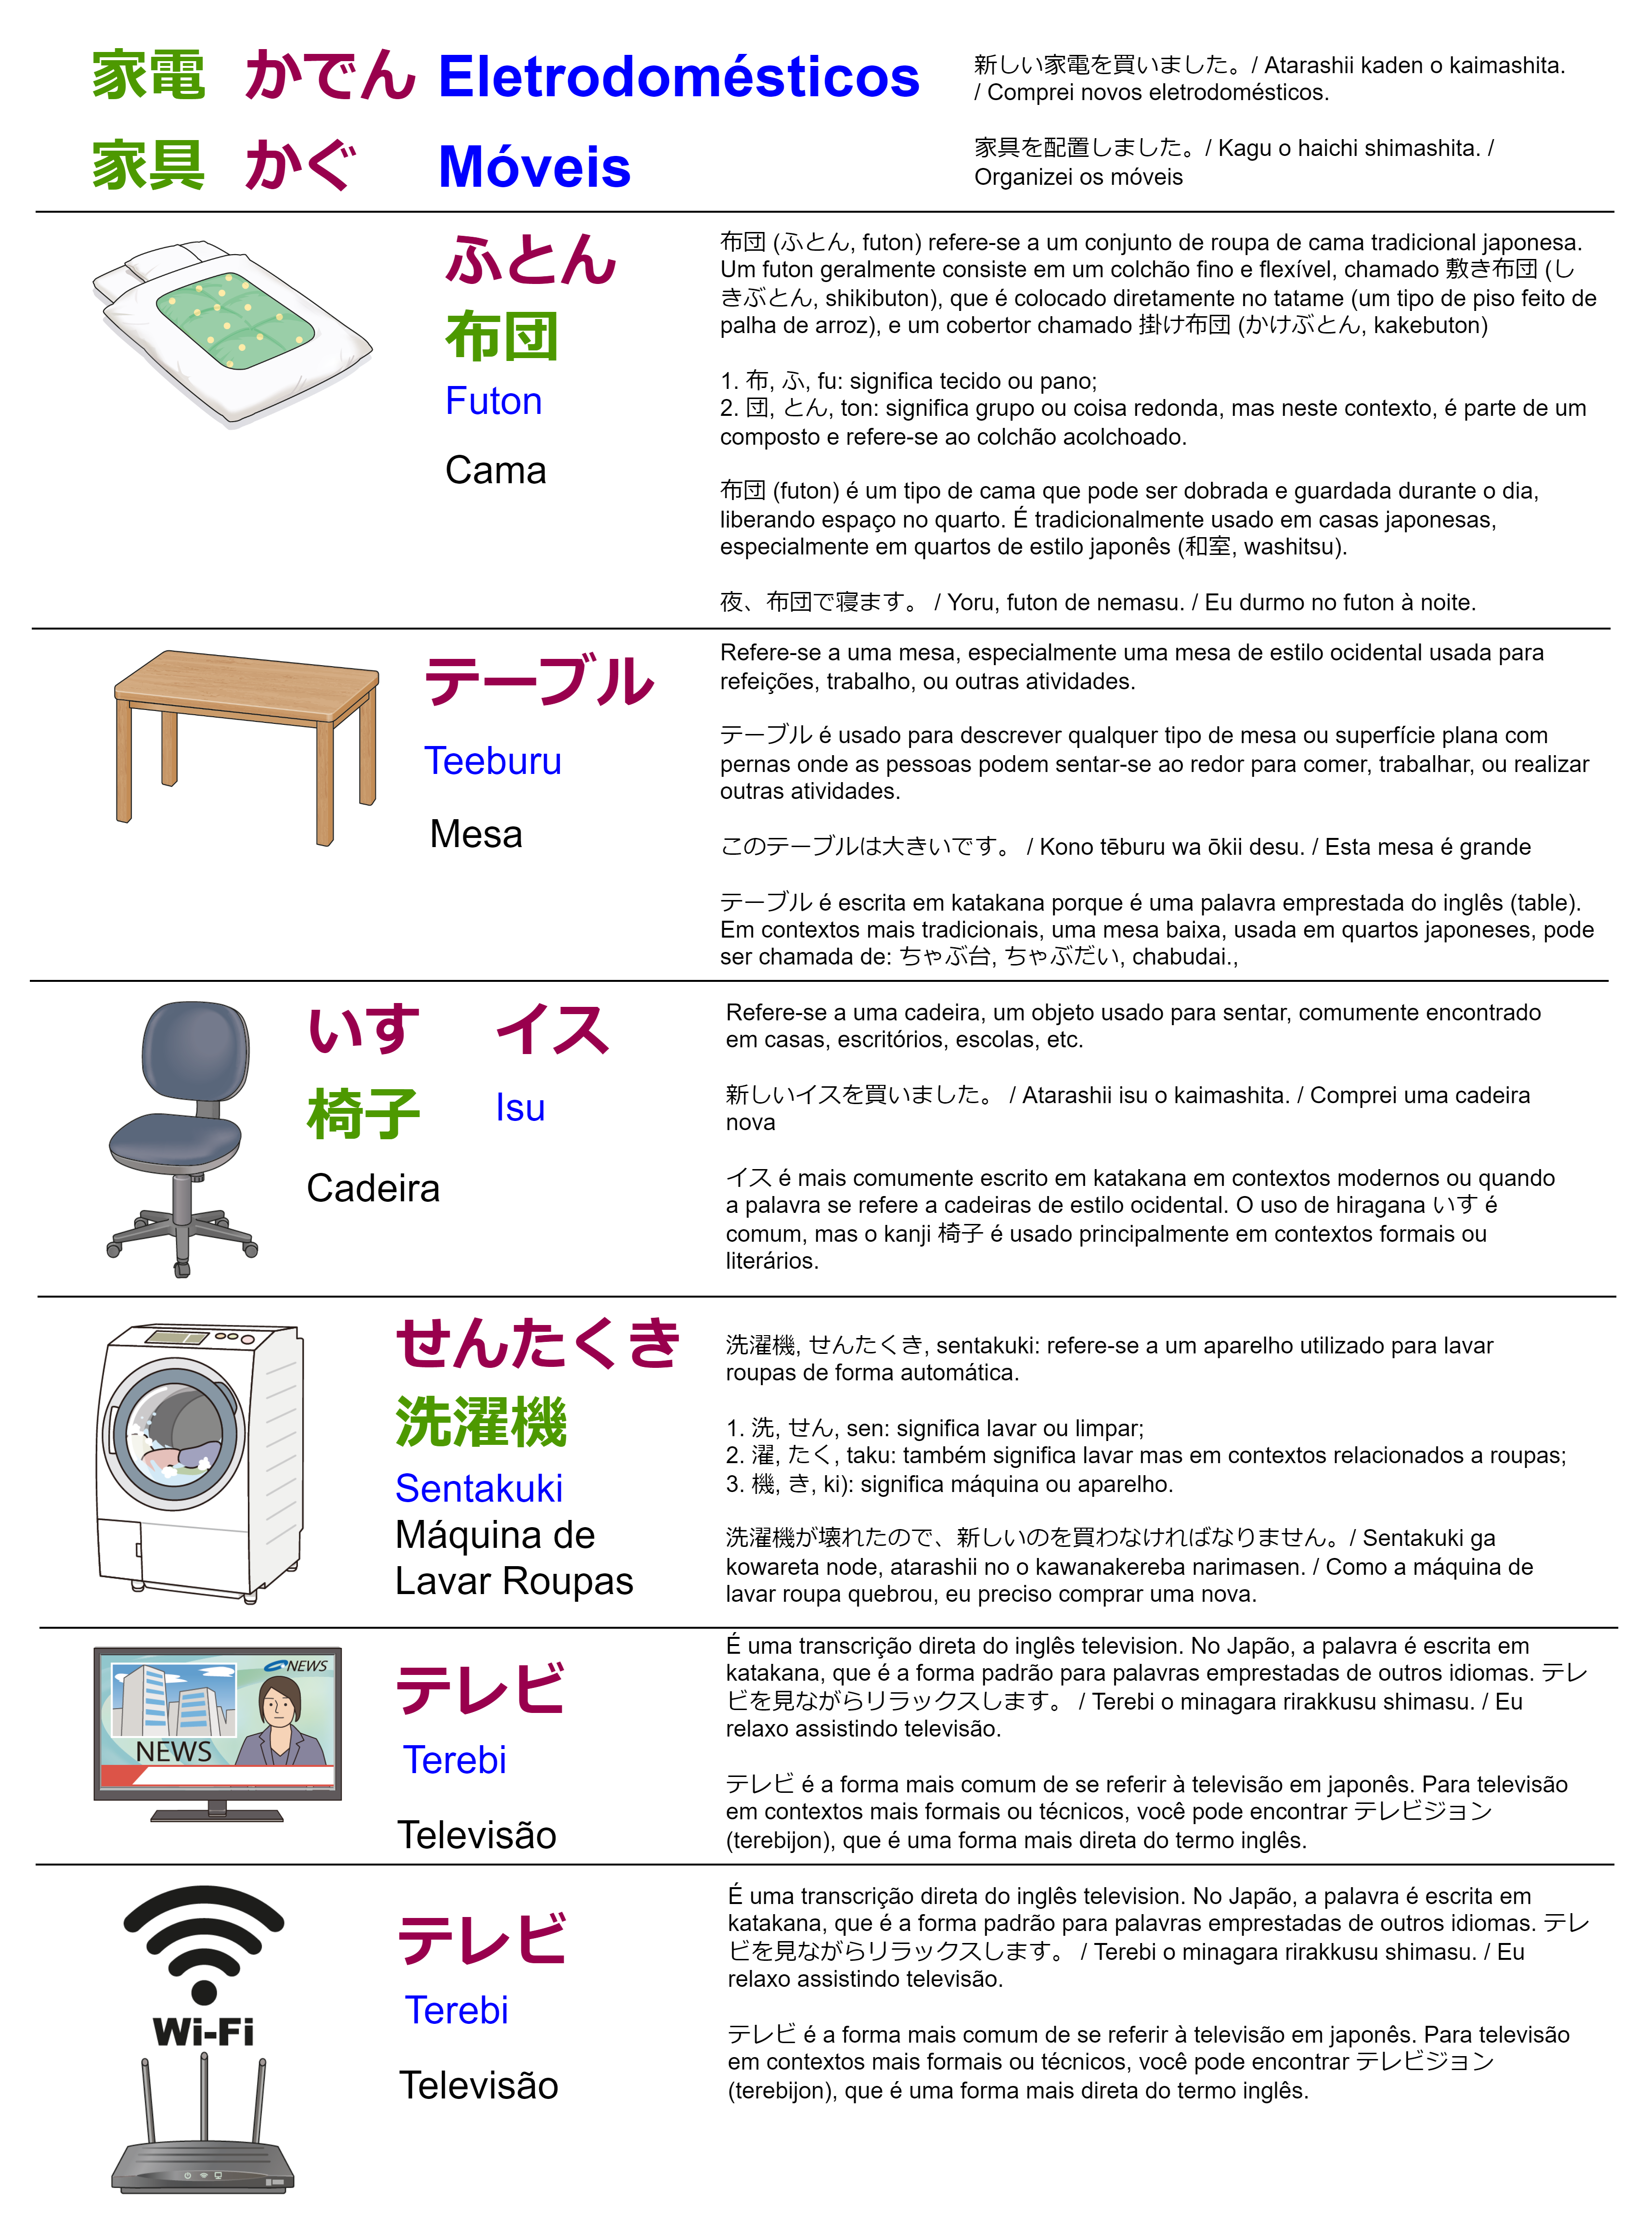 家電 かでん Eletrodomésticos
新しい家電を買いました。/ Atarashii kaden o kaimashita.
/ Comprei novos eletrodomésticos.
家具 かぐ Móveis
家具を配置しました。/ Kagu o haichi shimashita. /
Organizei os móveis
ふとん
布団
Futon
Cama
布団 (ふとん, futon) refere-se a um conjunto de roupa de cama tradicional japonesa.
Um futon geralmente consiste em um colchão fino e flexível, chamado 敷き布団 (し
きぶとん, shikibuton), que é colocado diretamente no tatame (um tipo de piso feito de
palha de arroz), e um cobertor chamado 掛け布団 (かけぶとん, kakebuton)
1. 布, ふ, fu: significa tecido ou pano;
2. 団, とん, ton: significa grupo ou coisa redonda, mas neste contexto, é parte de um
composto e refere-se ao colchão acolchoado.
布団 (futon) é um tipo de cama que pode ser dobrada e guardada durante o dia,
liberando espaço no quarto. É tradicionalmente usado em casas japonesas,
especialmente em quartos de estilo japonês (和室, washitsu).
夜、布団で寝ます。 / Yoru, futon de nemasu. / Eu durmo no futon à noite.
テーブル
Teeburu
Mesa
Refere-se a uma mesa, especialmente uma mesa de estilo ocidental usada para
refeições, trabalho, ou outras atividades.
テーブル é usado para descrever qualquer tipo de mesa ou superfície plana com
pernas onde as pessoas podem sentar-se ao redor para comer, trabalhar, ou realizar
outras atividades.
このテーブルは大きいです。 / Kono tēburu wa ōkii desu. / Esta mesa é grande
テーブル é escrita em katakana porque é uma palavra emprestada do inglês (table).
Em contextos mais tradicionais, uma mesa baixa, usada em quartos japoneses, pode
ser chamada de: ちゃぶ台, ちゃぶだい, chabudai.,
いす イス
椅子 Isu
Cadeira
Refere-se a uma cadeira, um objeto usado para sentar, comumente encontrado
em casas, escritórios, escolas, etc.
新しいイスを買いました。 / Atarashii isu o kaimashita. / Comprei uma cadeira
nova
イス é mais comumente escrito em katakana em contextos modernos ou quando
a palavra se refere a cadeiras de estilo ocidental. O uso de hiragana いす é
comum, mas o kanji 椅子 é usado principalmente em contextos formais ou
literários.
せんたくき
洗濯機
Sentakuki
Máquina de
Lavar Roupas
洗濯機, せんたくき, sentakuki: refere-se a um aparelho utilizado para lavar
roupas de forma automática.
1. 洗, せん, sen: significa lavar ou limpar;
2. 濯, たく, taku: também significa lavar mas em contextos relacionados a roupas;
3. 機, き, ki): significa máquina ou aparelho.
洗濯機が壊れたので、新しいのを買わなければなりません。/ Sentakuki ga
kowareta node, atarashii no o kawanakereba narimasen. / Como a máquina de
lavar roupa quebrou, eu preciso comprar uma nova.
NEWS
NEWS
テレビ
Terebi
Televisão
É uma transcrição direta do inglês television. No Japão, a palavra é escrita em
katakana, que é a forma padrão para palavras emprestadas de outros idiomas. テレ
ビを見ながらリラックスします。 / Terebi o minagara rirakkusu shimasu. / Eu
relaxo assistindo televisão.
テレビ é a forma mais comum de se referir à televisão em japonês. Para televisão
em contextos mais formais ou técnicos, você pode encontrar テレビジョン
(terebijon), que é uma forma mais direta do termo inglês.
Wi-Fi
テレビ
Terebi
Televisão
É uma transcrição direta do inglês television. No Japão, a palavra é escrita em
katakana, que é a forma padrão para palavras emprestadas de outros idiomas. テレ
ビを見ながらリラックスします。 / Terebi o minagara rirakkusu shimasu. / Eu
relaxo assistindo televisão.
テレビ é a forma mais comum de se referir à televisão em japonês. Para televisão
em contextos mais formais ou técnicos, você pode encontrar テレビジョン
(terebijon), que é uma forma mais direta do termo inglês.